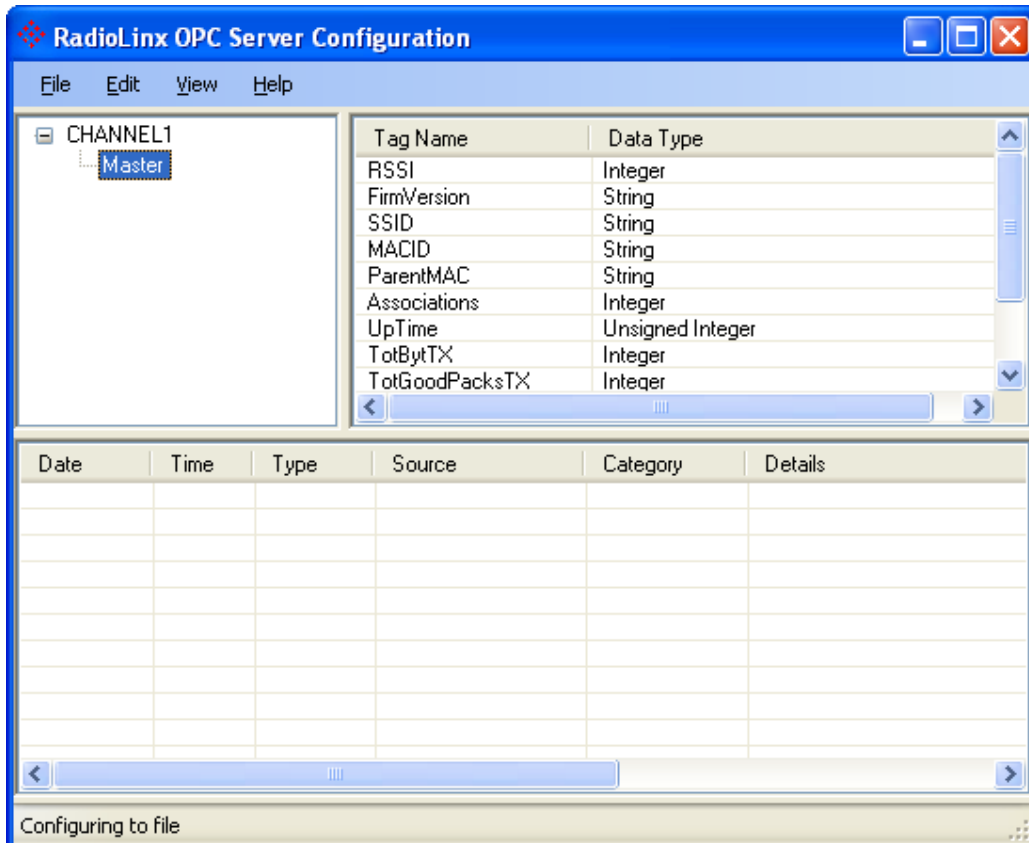 RadioLinx OPC Server Configuration
File Edit View Help
CHANNEL1
Master
Tag Name Data Type
RSSI Integer
FirmVersion String
SSID String
MACID String
ParentMAC String
Associations Integer
UpTime Unsigned Integer
TotBytTX Integer
TotGoodPacksTX Integer
Date Time Type Source Category Details
Configuring to file